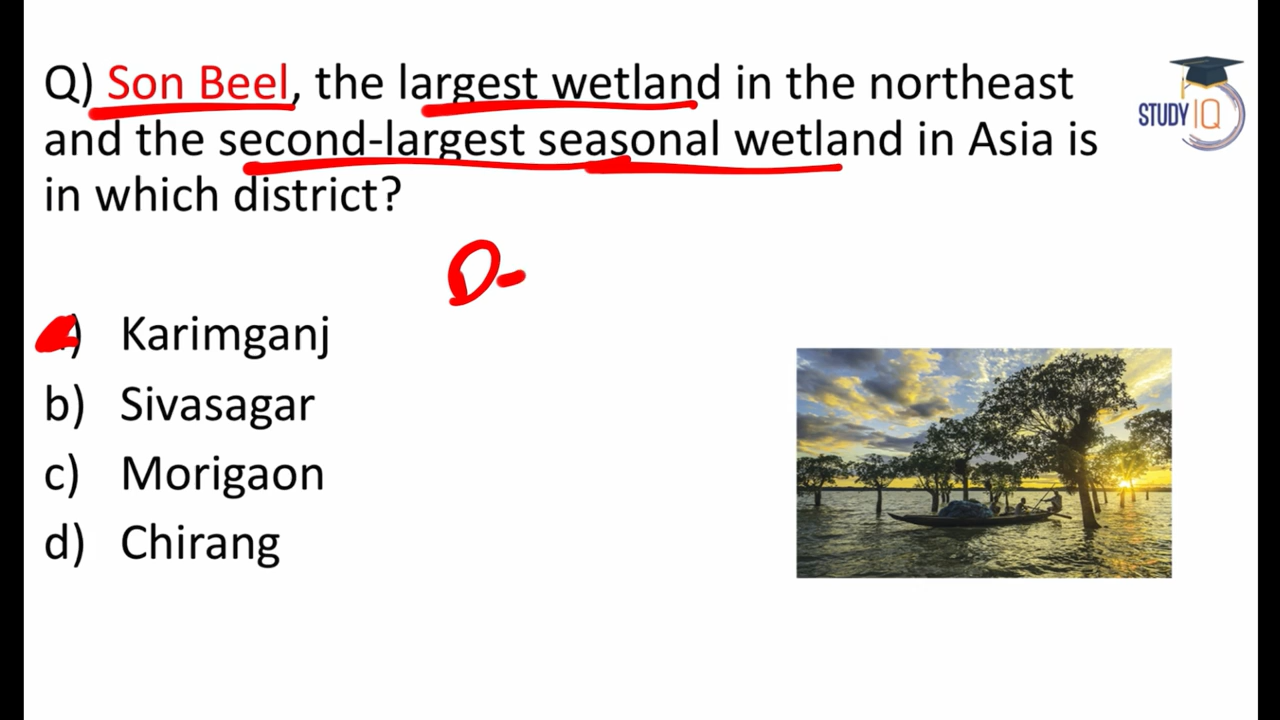 Q) Son Beel, the largest wetland in the northeast
and the second-largest seasonal wetland in Asia is
in which district?
STUDY IQ
) Karimganj
b) Sivasagar
c) Morigaon
d) Chirang